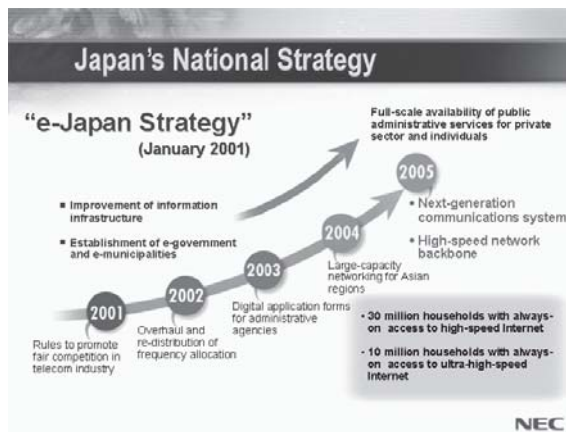 Japan's National Strategy
"e-Japan Strategy"
(January 2001)
Full-scale availability of public
administrative services for private
sector and individuals
▪ Improvement of information
infrastructure
▪ Establishment of e-government
and e-municipalities
2001
Rules to promote
fair competition in
telecom industry
2002
Overhaul and
re-distribution of
frequency allocation
2003
Digital application forms
for administrative
agencies
2004
Large-capacity
networking for Asian
regions
2005
• Next-generation
communications system
• High-speed network
backbone
• 30 million households with always-
on access to high-speed Internet
• 10 million households with always-
on access to ultra-high-speed
Internet
NEC